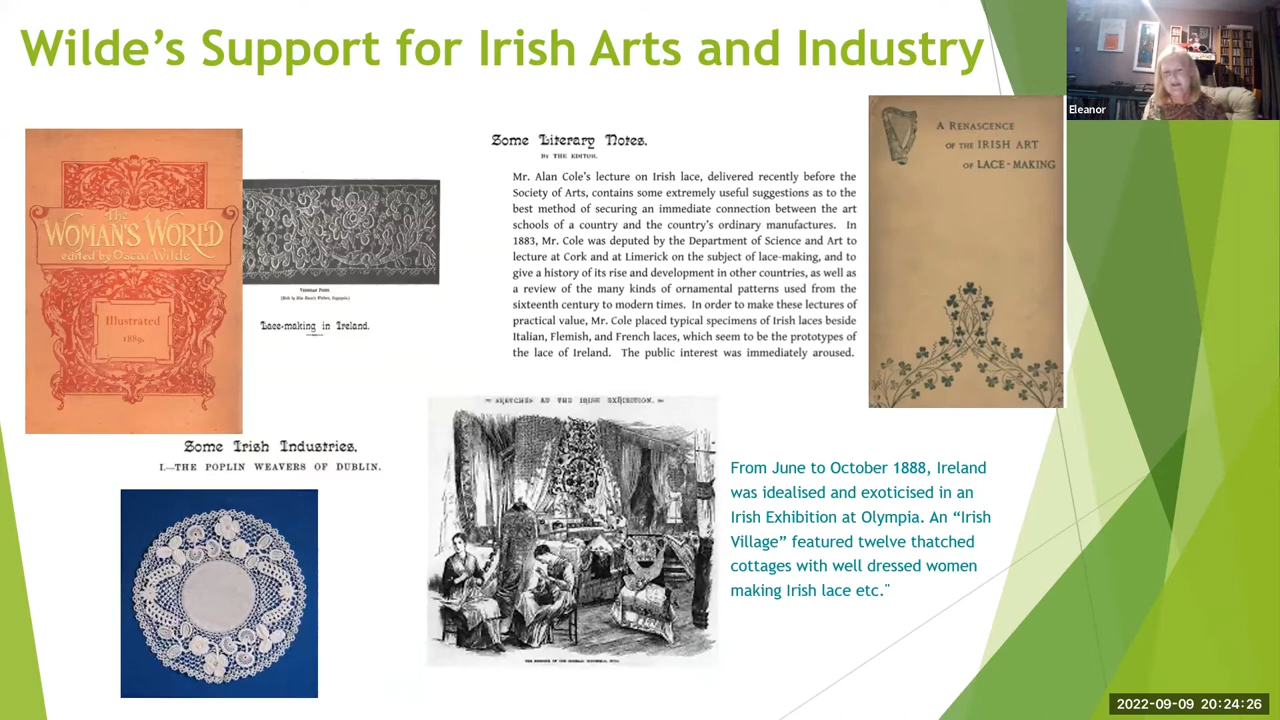 Wilde’s Support for Irish Arts and Industry
Eleanor
The
WOMAN'S WORLD
edited by Oscar Wilde
Illustrated
1889.
Lace-making in Ireland.
Some Literary Notes.
BY THE EDITOR.
Mr. Alan Cole's lecture on Irish lace, delivered recently before the
Society of Arts, contains some extremely useful suggestions as to the
best method of securing an immediate connection between the art
schools of a country and the country's ordinary manufactures. In
1883, Mr. Cole was deputed by the Department of Science and Art to
lecture at Cork and at Limerick on the subject of lace-making, and to
give a history of its rise and development in other countries, as well as
a review of the many kinds of ornamental patterns used from the
sixteenth century to modern times. In order to make these lectures of
practical value, Mr. Cole placed typical specimens of Irish laces beside
Italian, Flemish, and French laces, which seem to be the prototypes of
the lace of Ireland. The public interest was immediately aroused.
A RENASCENCE
OF THE IRISH ART
OF LACE-MAKING
Some Irish Industries.
I.—THE POPLIN WEAVERS OF DUBLIN.
SKETCHES AT THE IRISH EXHIBITION.
From June to October 1888, Ireland
was idealised and exoticised in an
Irish Exhibition at Olympia. An “Irish
Village” featured twelve thatched
cottages with well dressed women
making Irish lace etc."
2022-09-09 20:24:26